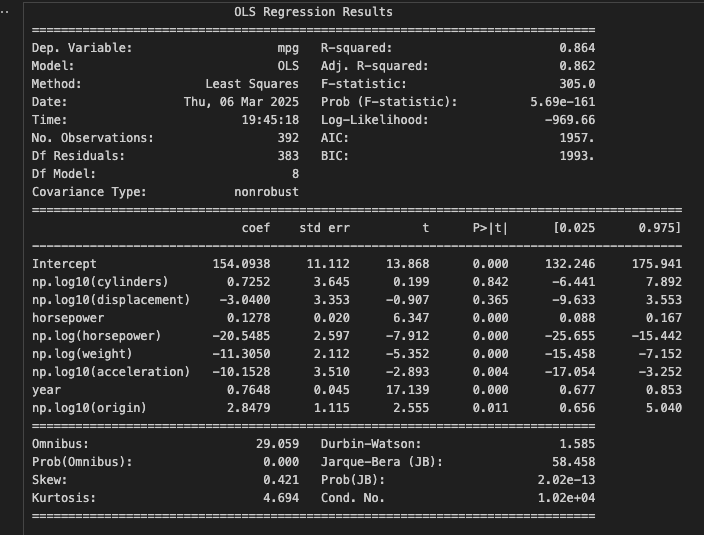 OLS Regression Results
==============================================================================
Dep. Variable: mpg R-squared: 0.864
Model: OLS Adj. R-squared: 0.862
Method: Least Squares F-statistic: 305.0
Date: Thu, 06 Mar 2025 Prob (F-statistic): 5.69e-161
Time: 19:45:18 Log-Likelihood: -969.66
No. Observations: 392 AIC: 1957.
Df Residuals: 383 BIC: 1993.
Df Model: 8
Covariance Type: nonrobust
==========================================================================================
coef std err t P>|t| [0.025 0.975]
------------------------------------------------------------------------------------------
Intercept 154.0938 11.112 13.868 0.000 132.246 175.941
np.log10(cylinders) 0.7252 3.645 0.199 0.842 -6.441 7.892
np.log10(displacement) -3.0400 3.353 -0.907 0.365 -9.633 3.553
horsepower 0.1278 0.020 6.347 0.000 0.088 0.167
np.log(horsepower) -20.5485 2.597 -7.912 0.000 -25.655 -15.442
np.log(weight) -11.3050 2.112 -5.352 0.000 -15.458 -7.152
np.log10(acceleration) -10.1528 3.510 -2.893 0.004 -17.054 -3.252
year 0.7648 0.045 17.139 0.000 0.677 0.853
np.log10(origin) 2.8479 1.115 2.555 0.011 0.656 5.040
==============================================================================
Omnibus: 29.059 Durbin-Watson: 1.585
Prob(Omnibus): 0.000 Jarque-Bera (JB): 58.458
Skew: 0.421 Prob(JB): 2.02e-13
Kurtosis: 4.694 Cond. No. 1.02e+04
==============================================================================